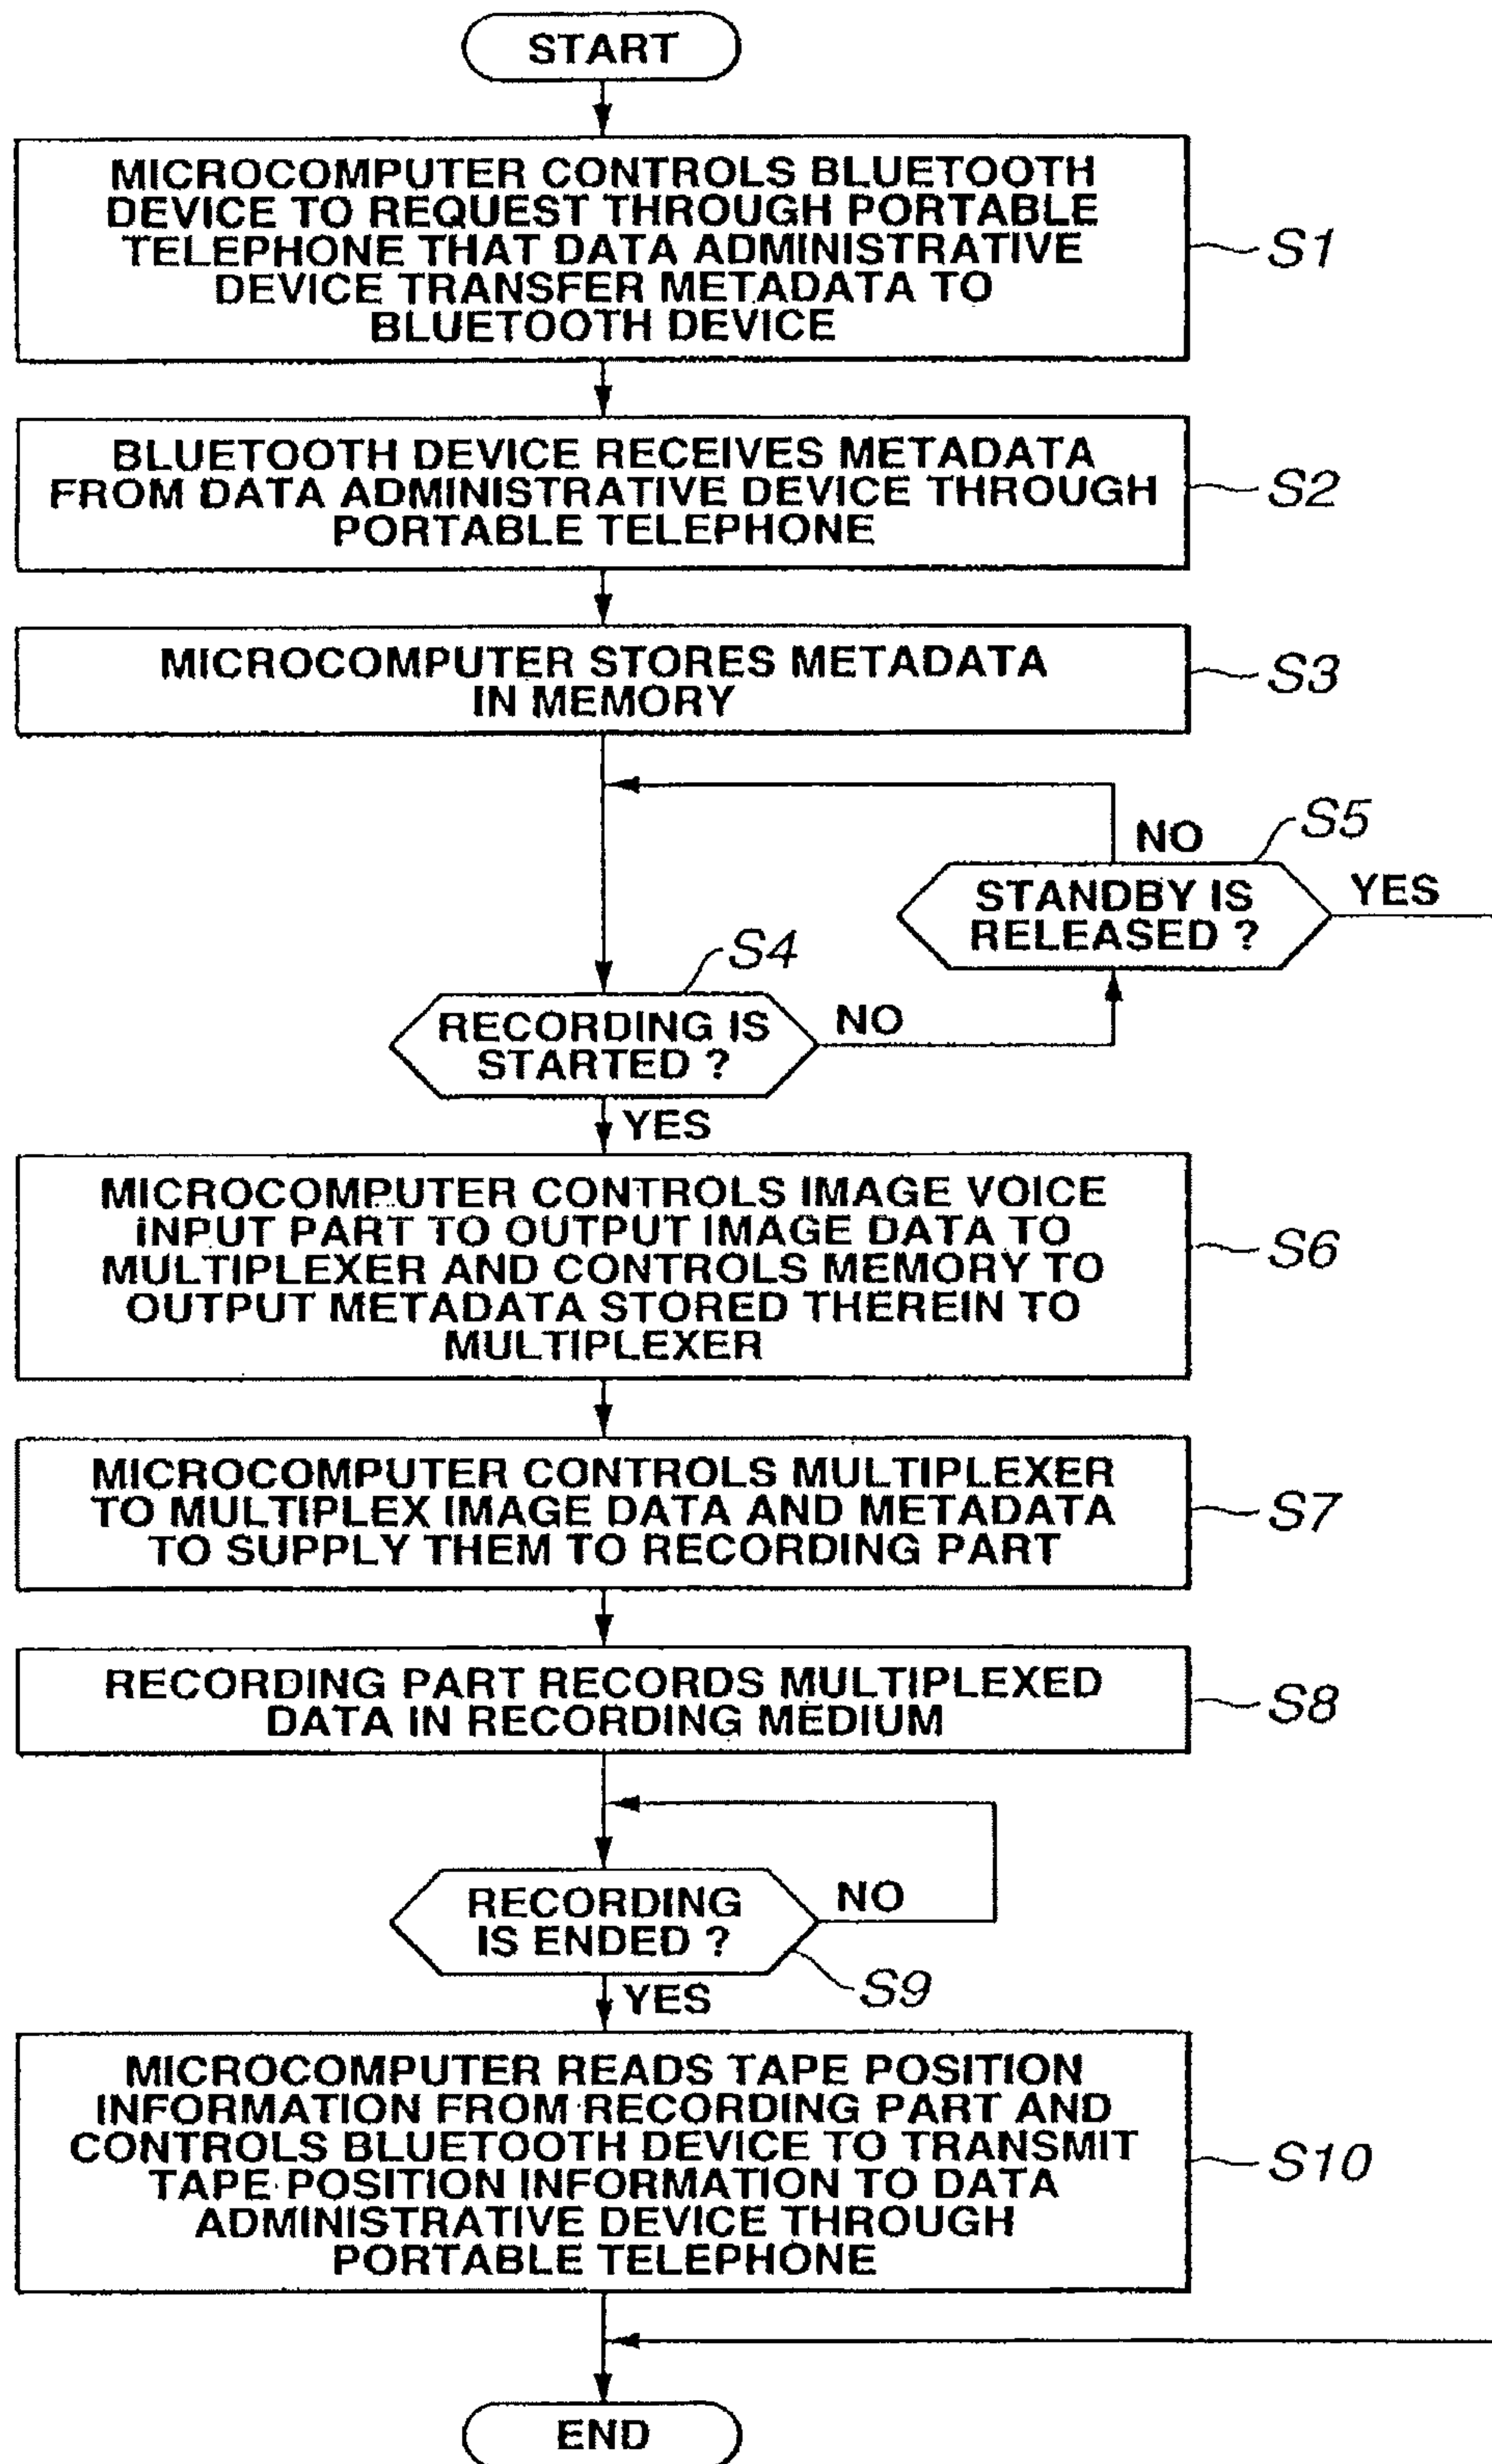 START
MICROCOMPUTER CONTROLS BLUETOOTH
DEVICE TO REQUEST THROUGH PORTABLE
TELEPHONE THAT DATA ADMINISTRATIVE
DEVICE TRANSFER METADATA TO
BLUETOOTH DEVICE
S1
BLUETOOTH DEVICE RECEIVES METADATA
FROM DATA ADMINISTRATIVE DEVICE THROUGH
PORTABLE TELEPHONE
S2
MICROCOMPUTER STORES METADATA
IN MEMORY
S3
NO
S5
STANDBY IS
RELEASED ?
YES
S4
RECORDING IS
STARTED ?
NO
YES
MICROCOMPUTER CONTROLS IMAGE VOICE
INPUT PART TO OUTPUT IMAGE DATA TO
MULTIPLEXER AND CONTROLS MEMORY TO
OUTPUT METADATA STORED THEREIN TO
MULTIPLEXER
S6
MICROCOMPUTER CONTROLS MULTIPLEXER
TO MULTIPLEX IMAGE DATA AND METADATA
TO SUPPLY THEM TO RECORDING PART
S7
RECORDING PART RECORDS MULTIPLEXED
DATA IN RECORDING MEDIUM
S8
RECORDING
IS ENDED ?
NO
S9
YES
MICROCOMPUTER READS TAPE POSITION
INFORMATION FROM RECORDING PART AND
CONTROLS BLUETOOTH DEVICE TO TRANSMIT
TAPE POSITION INFORMATION TO DATA
ADMINISTRATIVE DEVICE THROUGH
PORTABLE TELEPHONE
S10
END